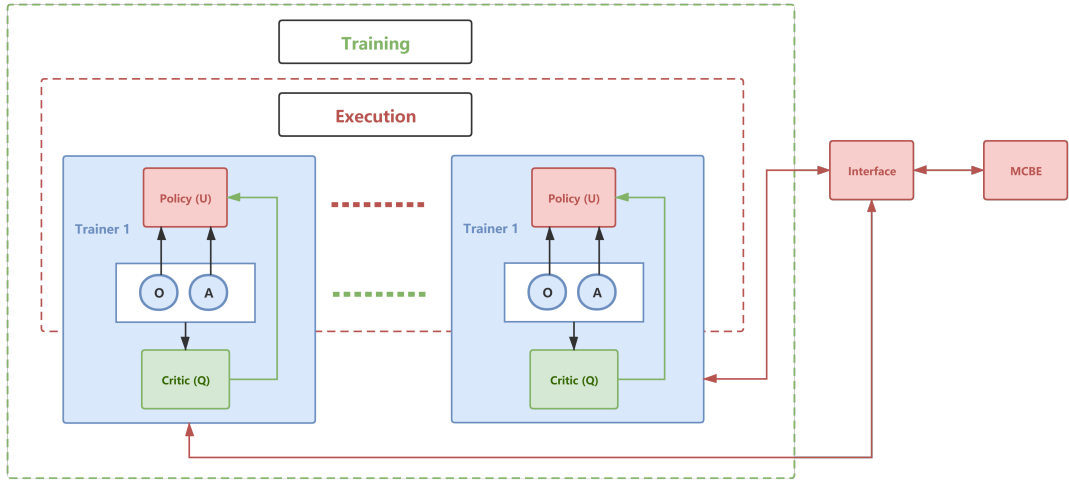 Training
Execution
Policy (U)
Trainer 1
O A
Critic (Q)
Policy (U)
Trainer 1
O A
Critic (Q)
Interface
MCBE